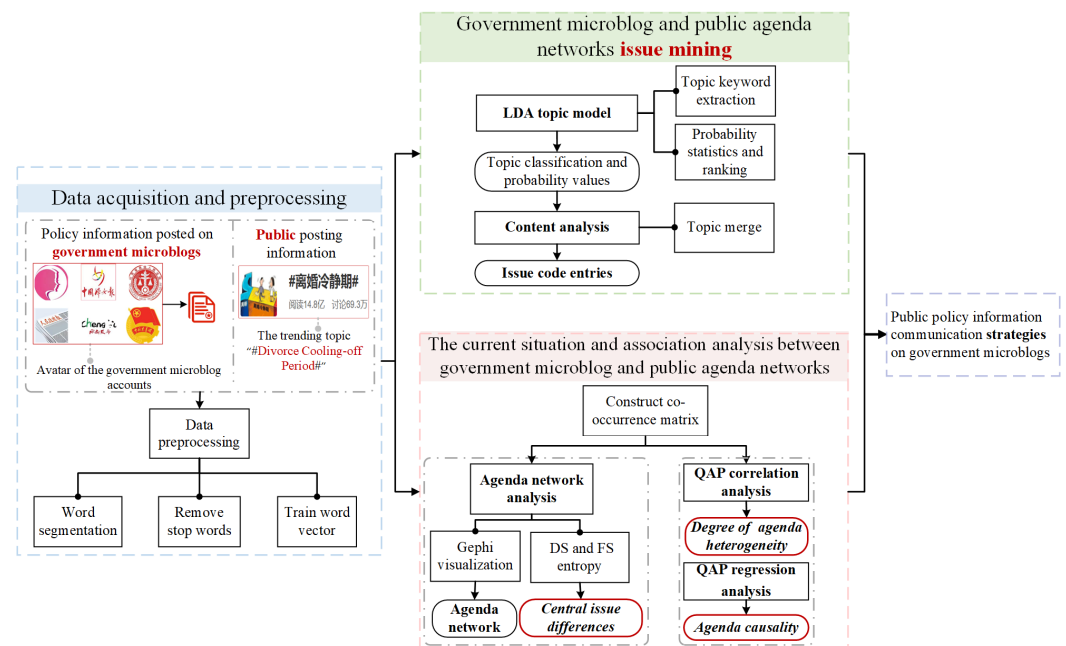 Data acquisition and preprocessing
Policy information posted on
government microblogs
中国妇女报
cheng
Avatar of the government microblog
accounts
Public posting
information
#离婚冷静期#
阅读14.8亿 讨论69.3万
The trending topic
“#Divorce Cooling-off
Period#”
Data
preprocessing
Word
segmentation
Remove
stop words
Train word
vector
Government microblog and public agenda
networks issue mining
LDA topic model
Topic keyword
extraction
Probability
statistics and
ranking
Topic classification and
probability values
Content analysis
Topic merge
Issue code entries
The current situation and association analysis between
government microblog and public agenda networks
Construct co-
occurrence matrix
Agenda network
analysis
Gephi
visualization
DS and FS
entropy
Agenda
network
Central issue
differences
QAP correlation
analysis
Degree of agenda
heterogeneity
QAP regression
analysis
Agenda causality
Public policy information
communication strategies
on government microblogs